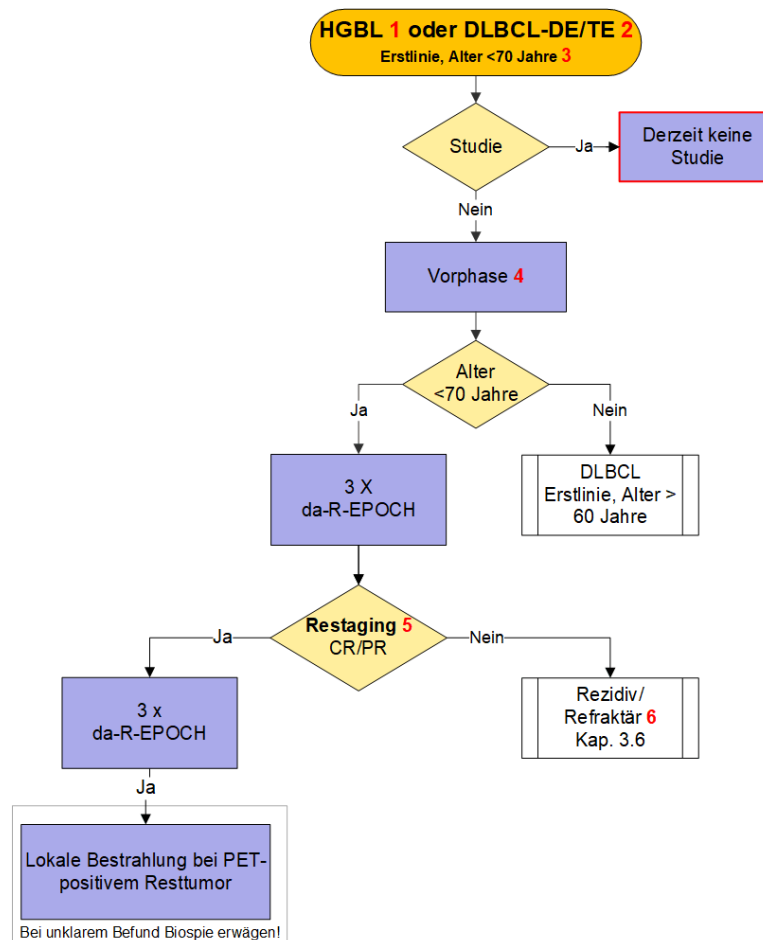 HGBL 1 oder DLBCL-DE/TE 2
Erstlinie, Alter <70 Jahre 3
Studie
Ja
Derzeit keine
Studie
Nein
Vorphase 4
Alter
<70 Jahre
Ja
Nein
3 X
da-R-EPOCH
DLBCL
Erstlinie, Alter >
60 Jahre
Restaging 5
CR/PR
Ja
Nein
3 x
da-R-EPOCH
Rezidiv/
Refraktär 6
Kap. 3.6
Ja
Lokale Bestrahlung bei PET-
positivem Resttumor
Bei unklarem Befund Biospie erwägen!